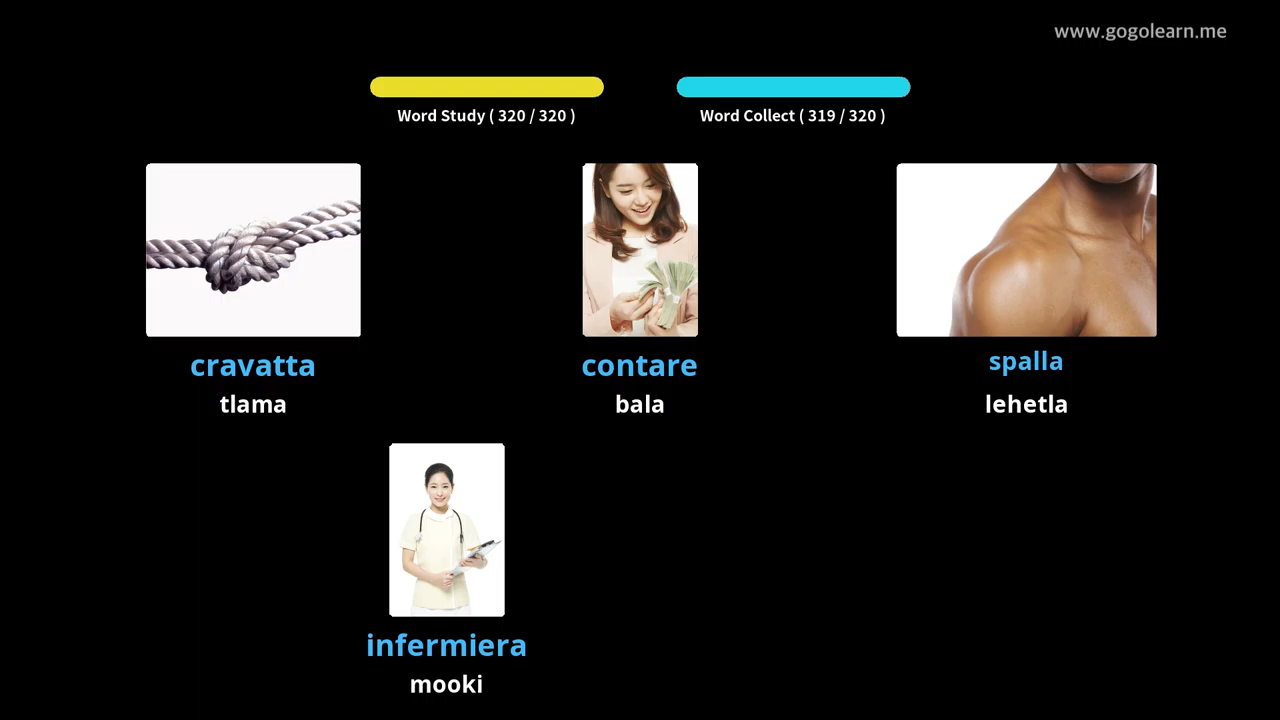 www.gogolearn.me
Word Study ( 320 / 320 )
Word Collect ( 319 / 320 )
cravatta
tlama
contare
bala
spalla
lehetla
infermiera
mooki